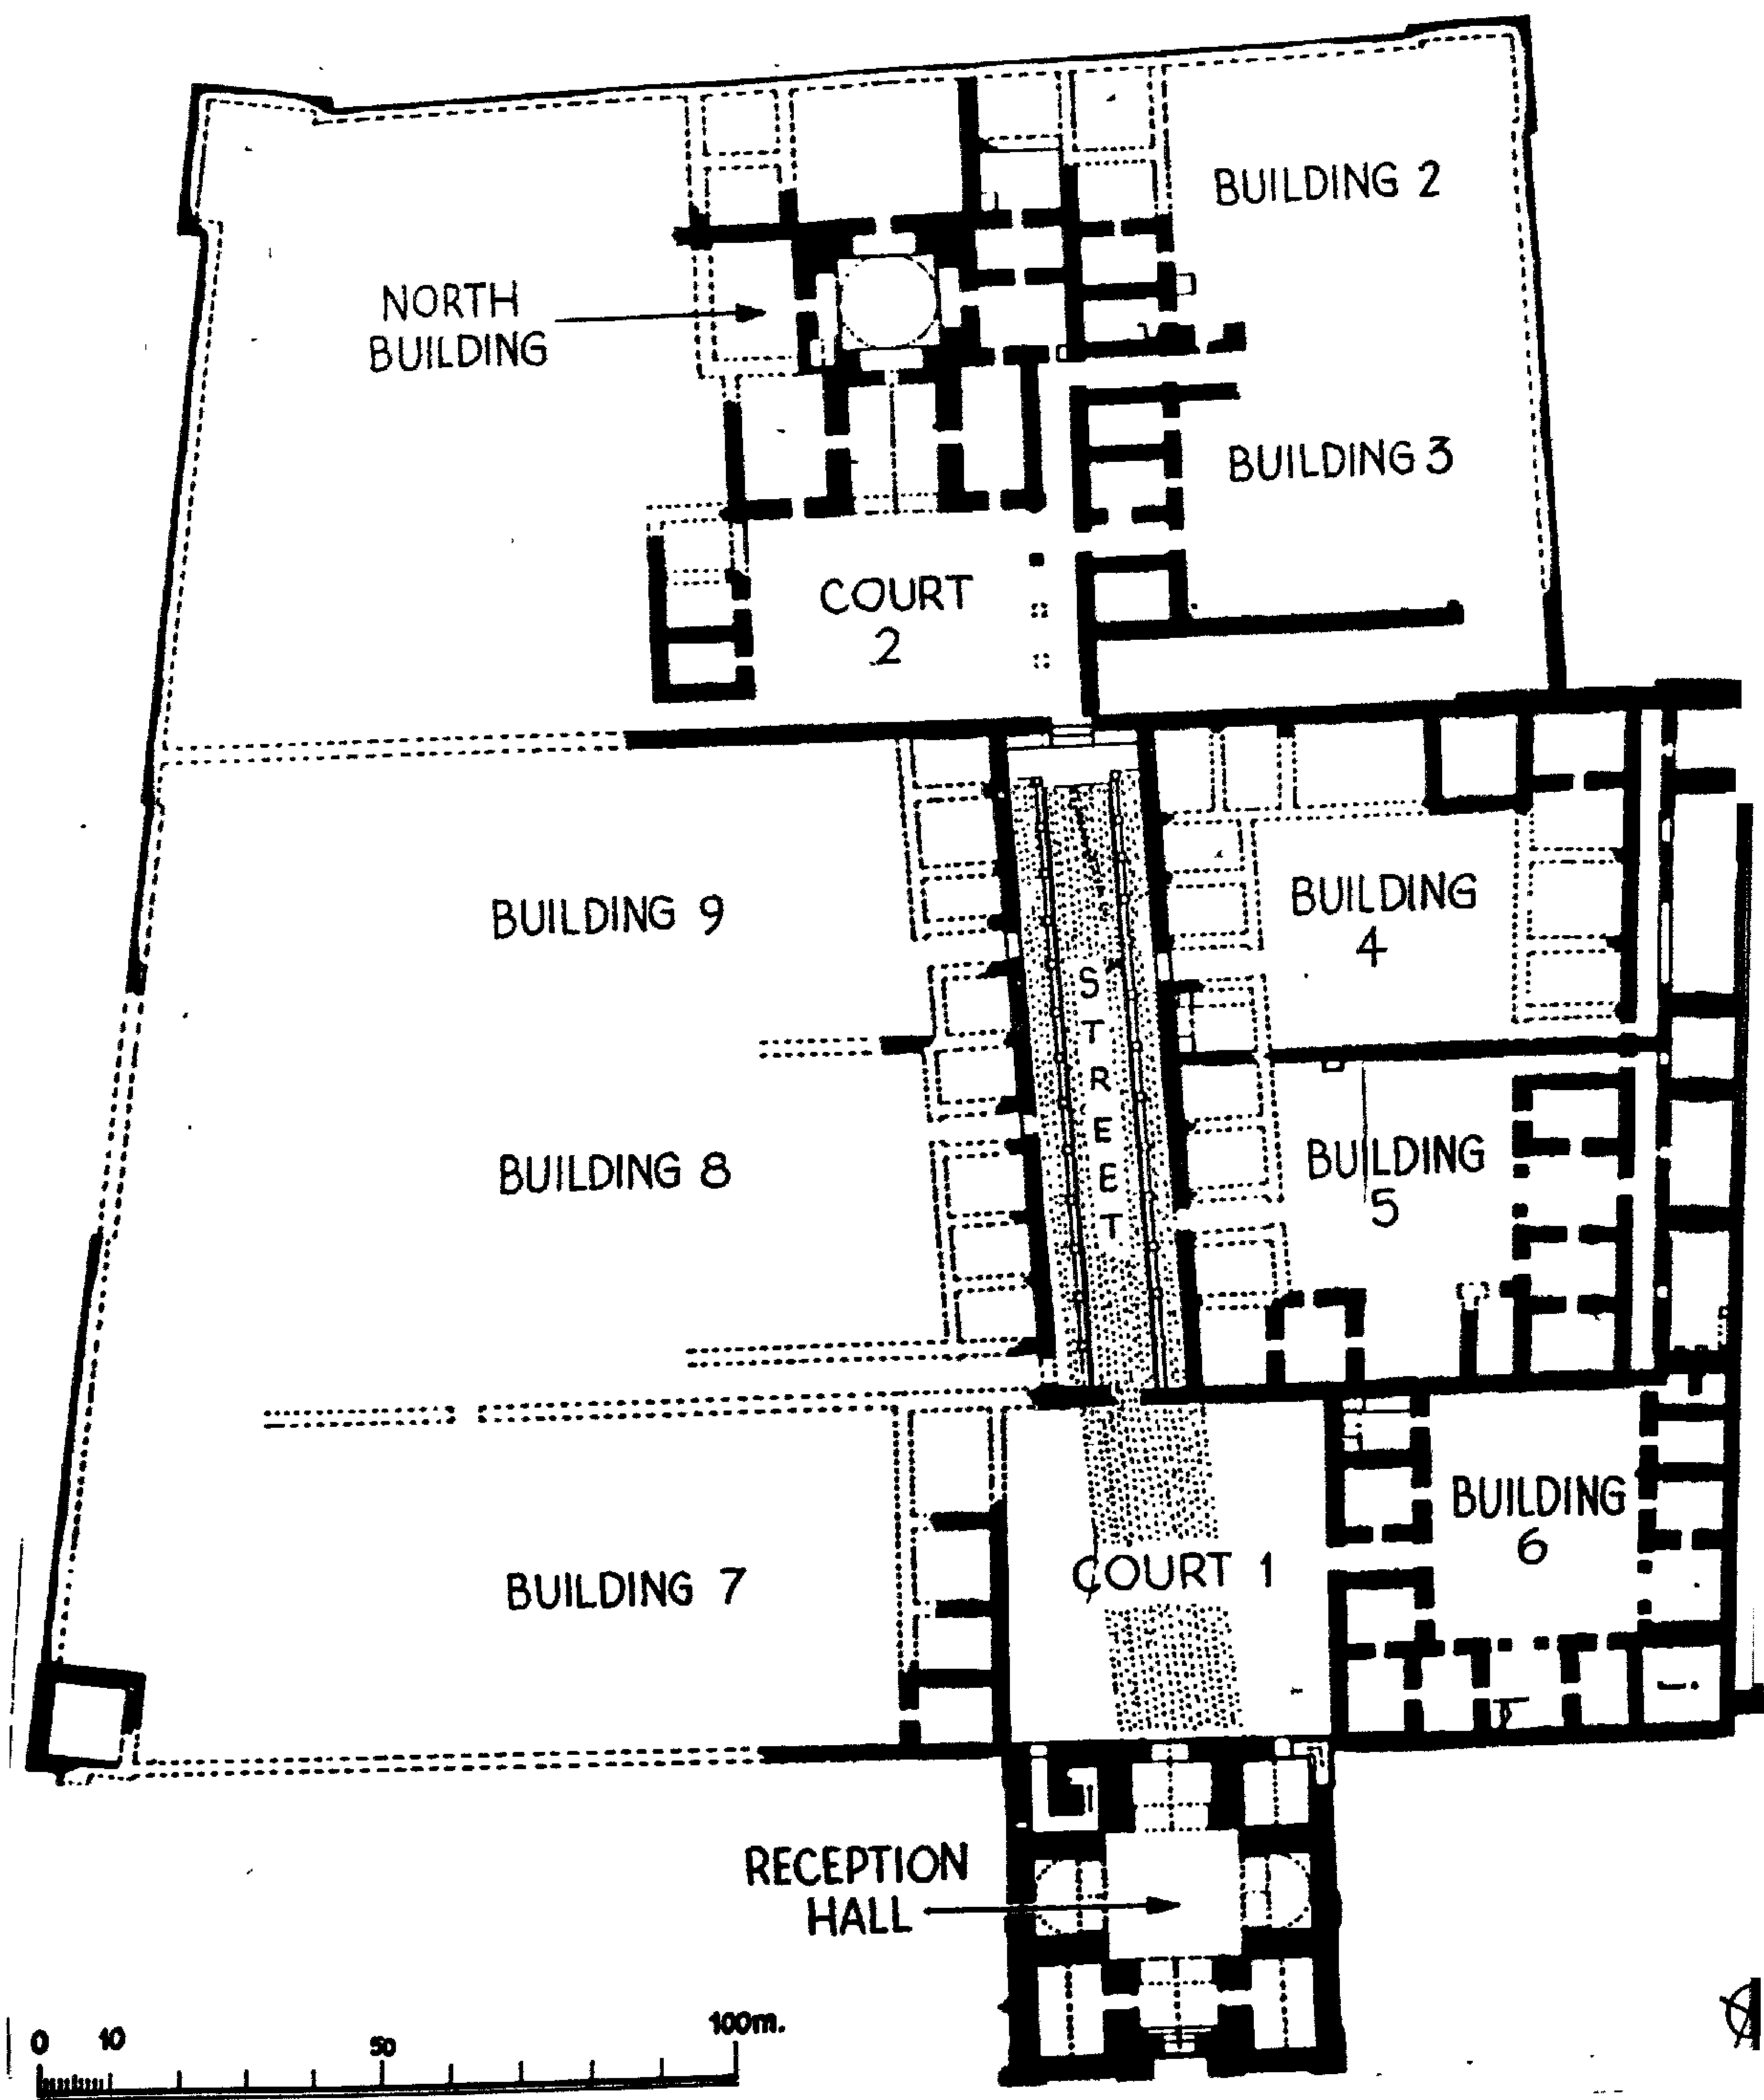 BUILDING 2
NORTH
BUILDING
BUILDING 3
COURT
2
BUILDING 9
BUILDING
4
STREET
BUILDING 8
BUILDING
5
BUILDING
6
BUILDING 7
COURT 1
RECEPTION
HALL
0 10 50 100m.